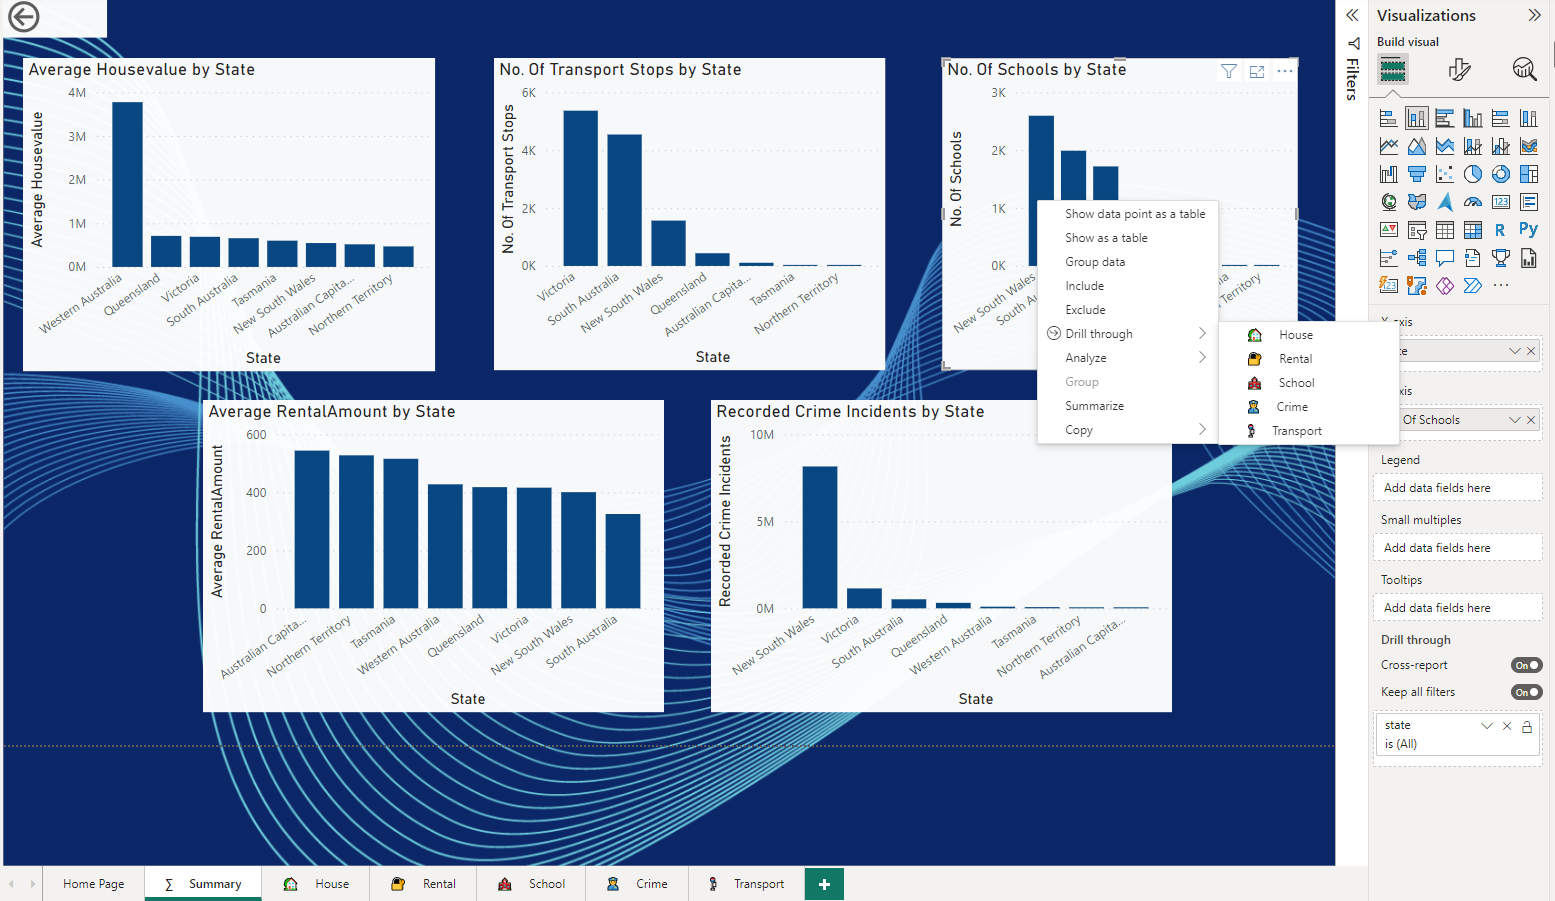 Average Housevalue by State
Average Housevalue
4M
3M
2M
1M
0M
Western Australia
Queensland
Victoria
South Australia
Tasmania
New South Wales
Australian Capita...
Northern Territory
State
No. Of Transport Stops by State
No. Of Transport Stops
6K
4K
2K
0K
Victoria
South Australia
New South Wales
Queensland
Australian Capita...
Tasmania
Northern Territory
State
No. Of Schools by State
No. Of Schools
3K
2K
1K
0K
New South Wales
South Au
ia
Territory
Show data point as a table
Show as a table
Group data
Include
Exclude
Drill through
Analyze
Group
Summarize
Copy
House
Rental
School
Crime
Transport
Average RentalAmount by State
Average RentalAmount
600
400
200
0
Australian Capita...
Northern Territory
Tasmania
Western Australia
Queensland
Victoria
New South Wales
South Australia
State
Recorded Crime Incidents by State
Recorded Crime Incidents
10M
5M
0M
New South Wales
Victoria
South Australia
Queensland
Western Australia
Tasmania
Northern Territory
Australian Capita...
State
Filters
Visualizations
Build visual
123
R
Py
123
xis
te
xis
Of Schools
Legend
Add data fields here
Small multiples
Add data fields here
Tooltips
Add data fields here
Drill through
Cross-report
On
Keep all filters
On
state
is (All)
Home Page
∑ Summary
House
Rental
School
Crime
Transport
+